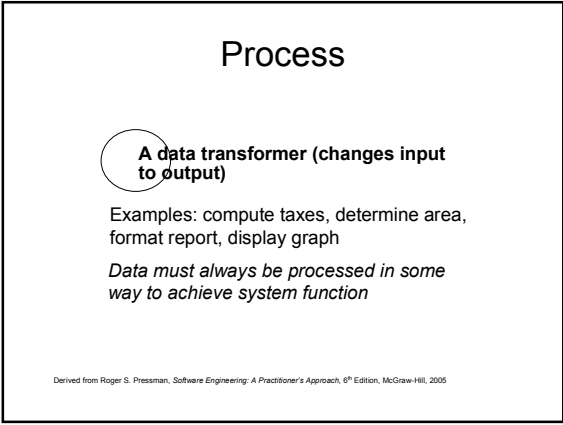 Process
A data transformer (changes input
to output)
Examples: compute taxes, determine area,
format report, display graph
Data must always be processed in some
way to achieve system function
Derived from Roger S. Pressman, Software Engineering: A Practitioner's Approach, 6th Edition, McGraw-Hill, 2005